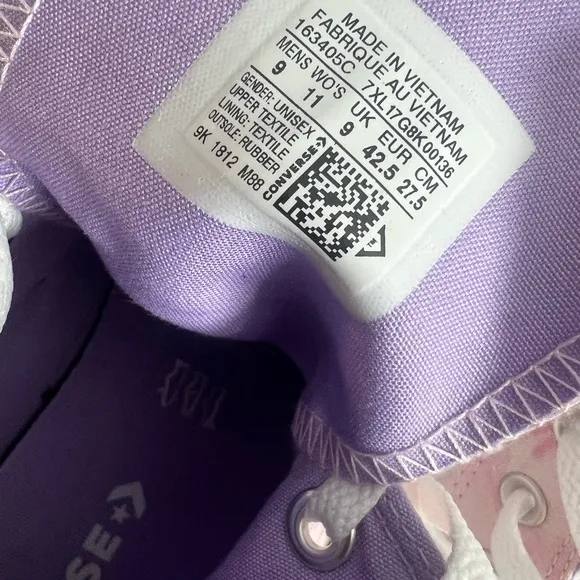 MADE IN VIETNAM
FABRIQUE AU VIETNAM
163405C 7XL17G8K00136
MENS WO'S UK EUR CM
9 11 9 42.5 27.5
GENDER: UNISEX
UPPER TEXTILE
LINING: TEXTILE
OUTSOLE: RUBBER
9K 1812 M88
CONVERSE
SE